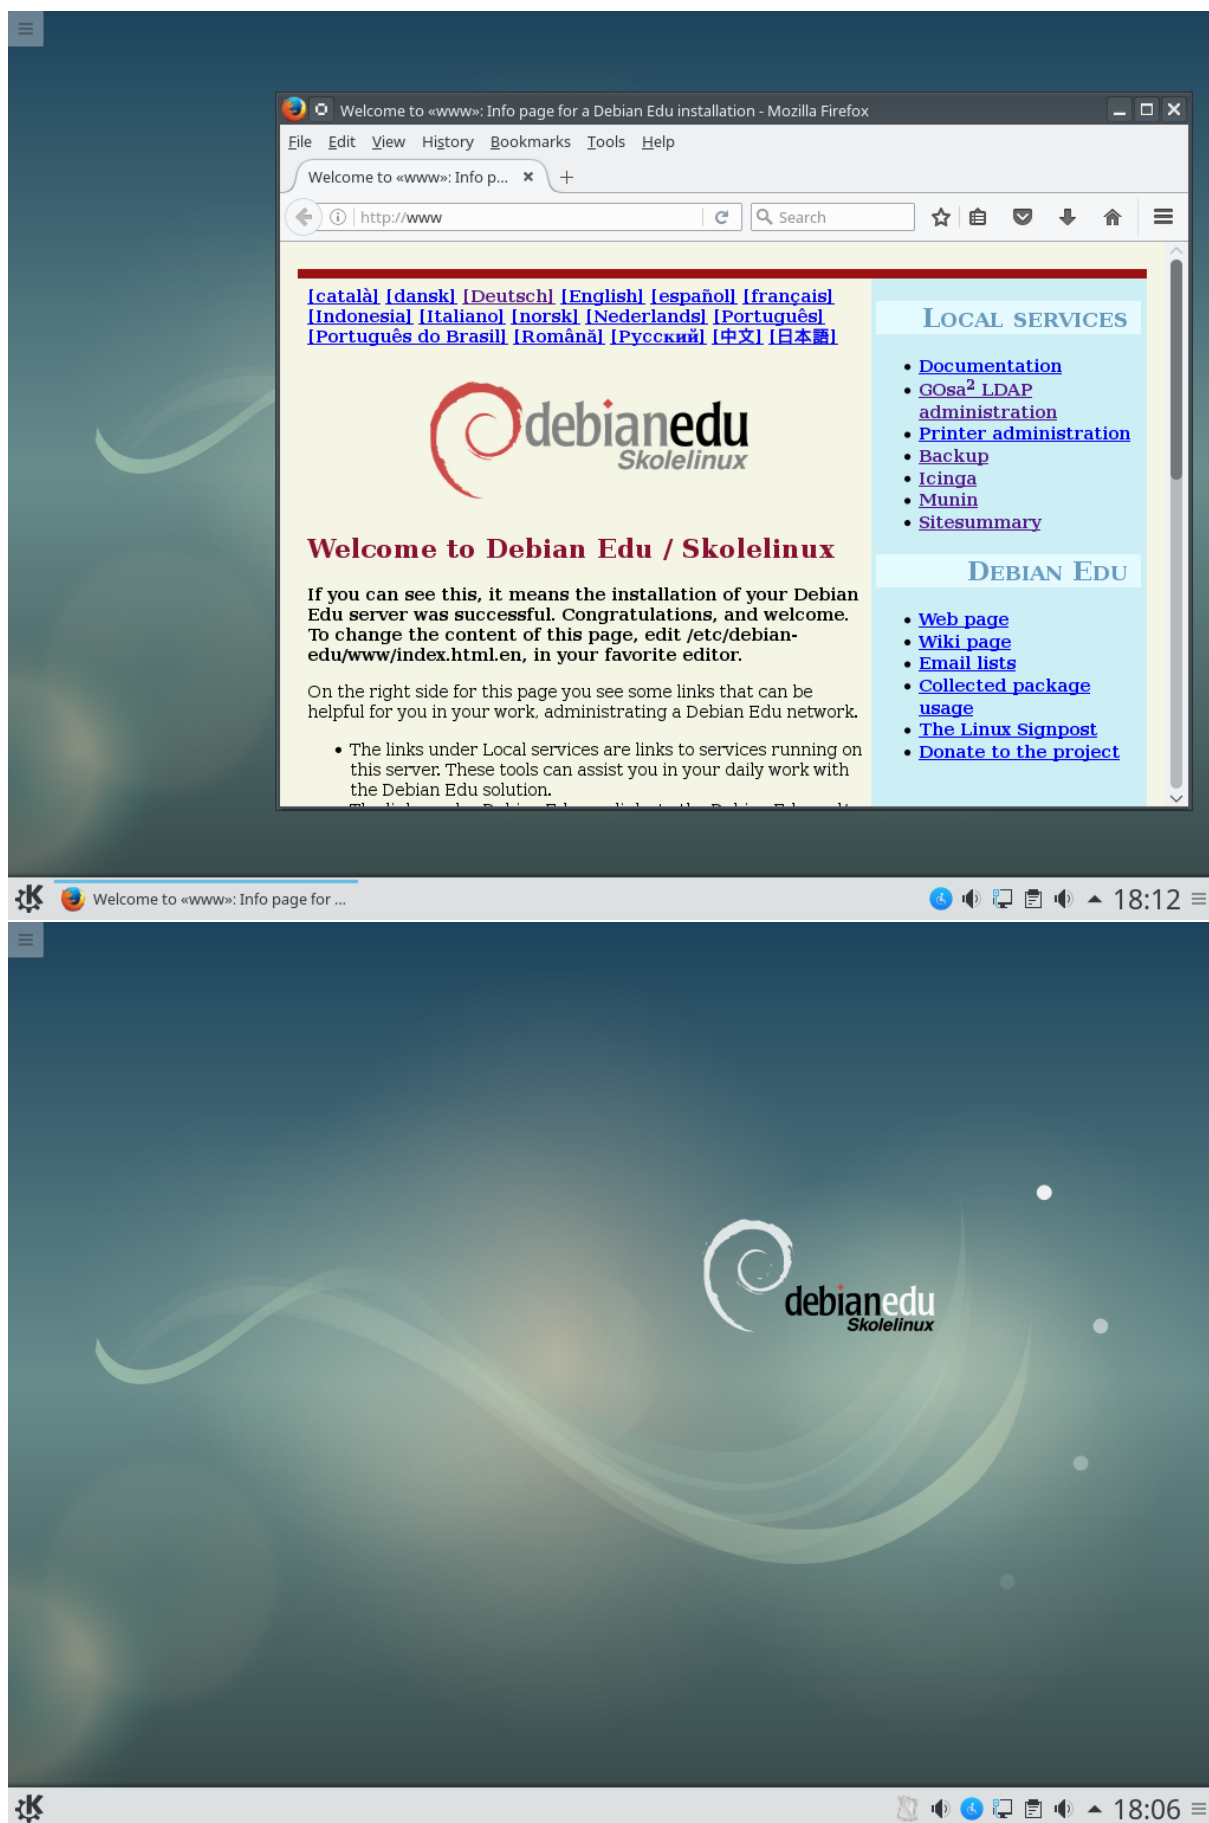 Welcome to «www»: Info page for a Debian Edu installation - Mozilla Firefox
File Edit View History Bookmarks Tools Help
Welcome to «www»: Info p...
http://www
Search
[català] [dansk] [Deutsch] [English] [español] [français]
[Indonesia] [Italiano] [norsk] [Nederlands] [Português]
[Português do Brasil] [Română] [Русский] [中文] [日本語]
debianedu
Skolelinux
Welcome to Debian Edu / Skolelinux
If you can see this, it means the installation of your Debian
Edu server was successful. Congratulations, and welcome.
To change the content of this page, edit /etc/debian-
edu/www/index.html.en, in your favorite editor.
On the right side for this page you see some links that can be
helpful for you in your work, administrating a Debian Edu network.
• The links under Local services are links to services running on
this server. These tools can assist you in your daily work with
the Debian Edu solution.
Local services
• Documentation
• GOsa² LDAP
administration
• Printer administration
• Backup
• Icinga
• Munin
• Sitesummary
Debian Edu
• Web page
• Wiki page
• Email lists
• Collected package
usage
• The Linux Signpost
• Donate to the project
Welcome to «www»: Info page for ...
18:12
debianedu
Skolelinux
18:06